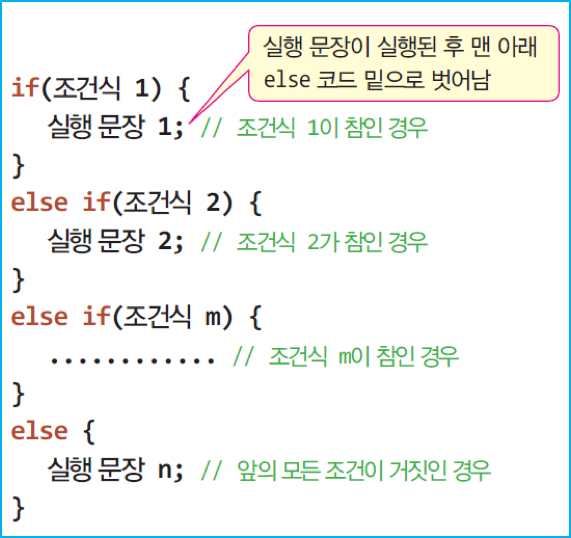 실행 문장이 실행된 후 맨 아래
else 코드 밑으로 벗어남
if(조건식 1) {
실행 문장 1; // 조건식 1이 참인 경우
}
else if(조건식 2) {
실행 문장 2; // 조건식 2가 참인 경우
}
else if(조건식 m) {
............ // 조건식 m이 참인 경우
}
else {
실행 문장 n; // 앞의 모든 조건이 거짓인 경우
}